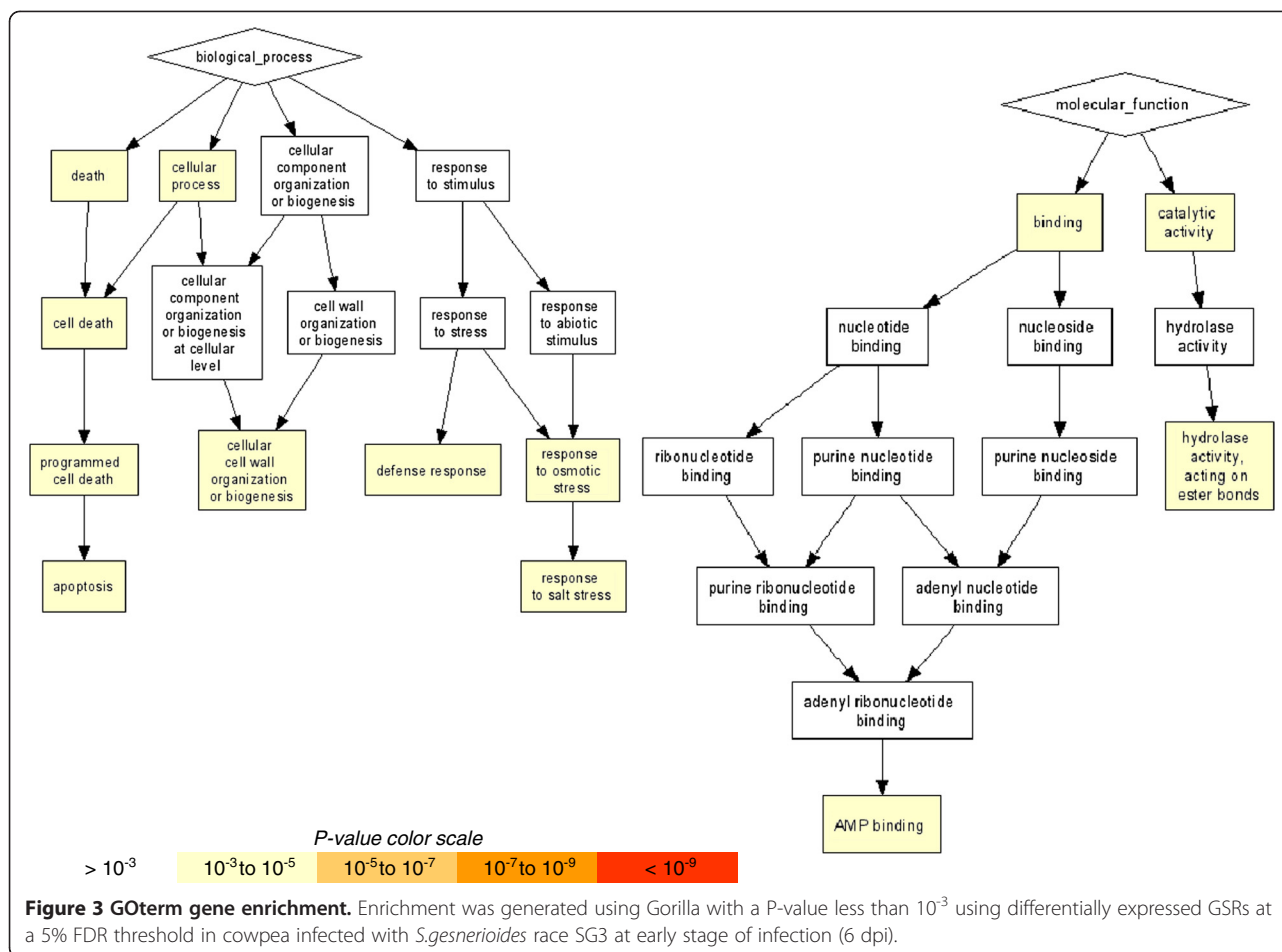 biological_process
death
cellular
process
cellular
component
organization
or biogenesis
response
to stimulus
cell death
cellular
component
organization
or biogenesis
at cellular
level
cell wall
organization
or biogenesis
response
to stress
response
to abiotic
stimulus
programmed
cell death
cellular
cell wall
organization
or biogenesis
defense response
response
to osmotic
stress
apoptosis
response
to salt stress
molecular_function
binding
catalytic
activity
nucleotide
binding
nucleoside
binding
hydrolase
activity
ribonucleotide
binding
purine nucleotide
binding
purine nucleoside
binding
hydrolase
activity,
acting on
ester bonds
purine ribonucleotide
binding
adenyl nucleotide
binding
adenyl ribonucleotide
binding
AMP binding
P-value color scale
> 10⁻³ 10⁻³to 10⁻⁵ 10⁻⁵to 10⁻⁷ 10⁻⁷to 10⁻⁹ < 10⁻⁹
Figure 3 GOterm gene enrichment. Enrichment was generated using Gorilla with a P-value less than 10⁻³ using differentially expressed GSRs at
a 5% FDR threshold in cowpea infected with S.gesnerioides race SG3 at early stage of infection (6 dpi).